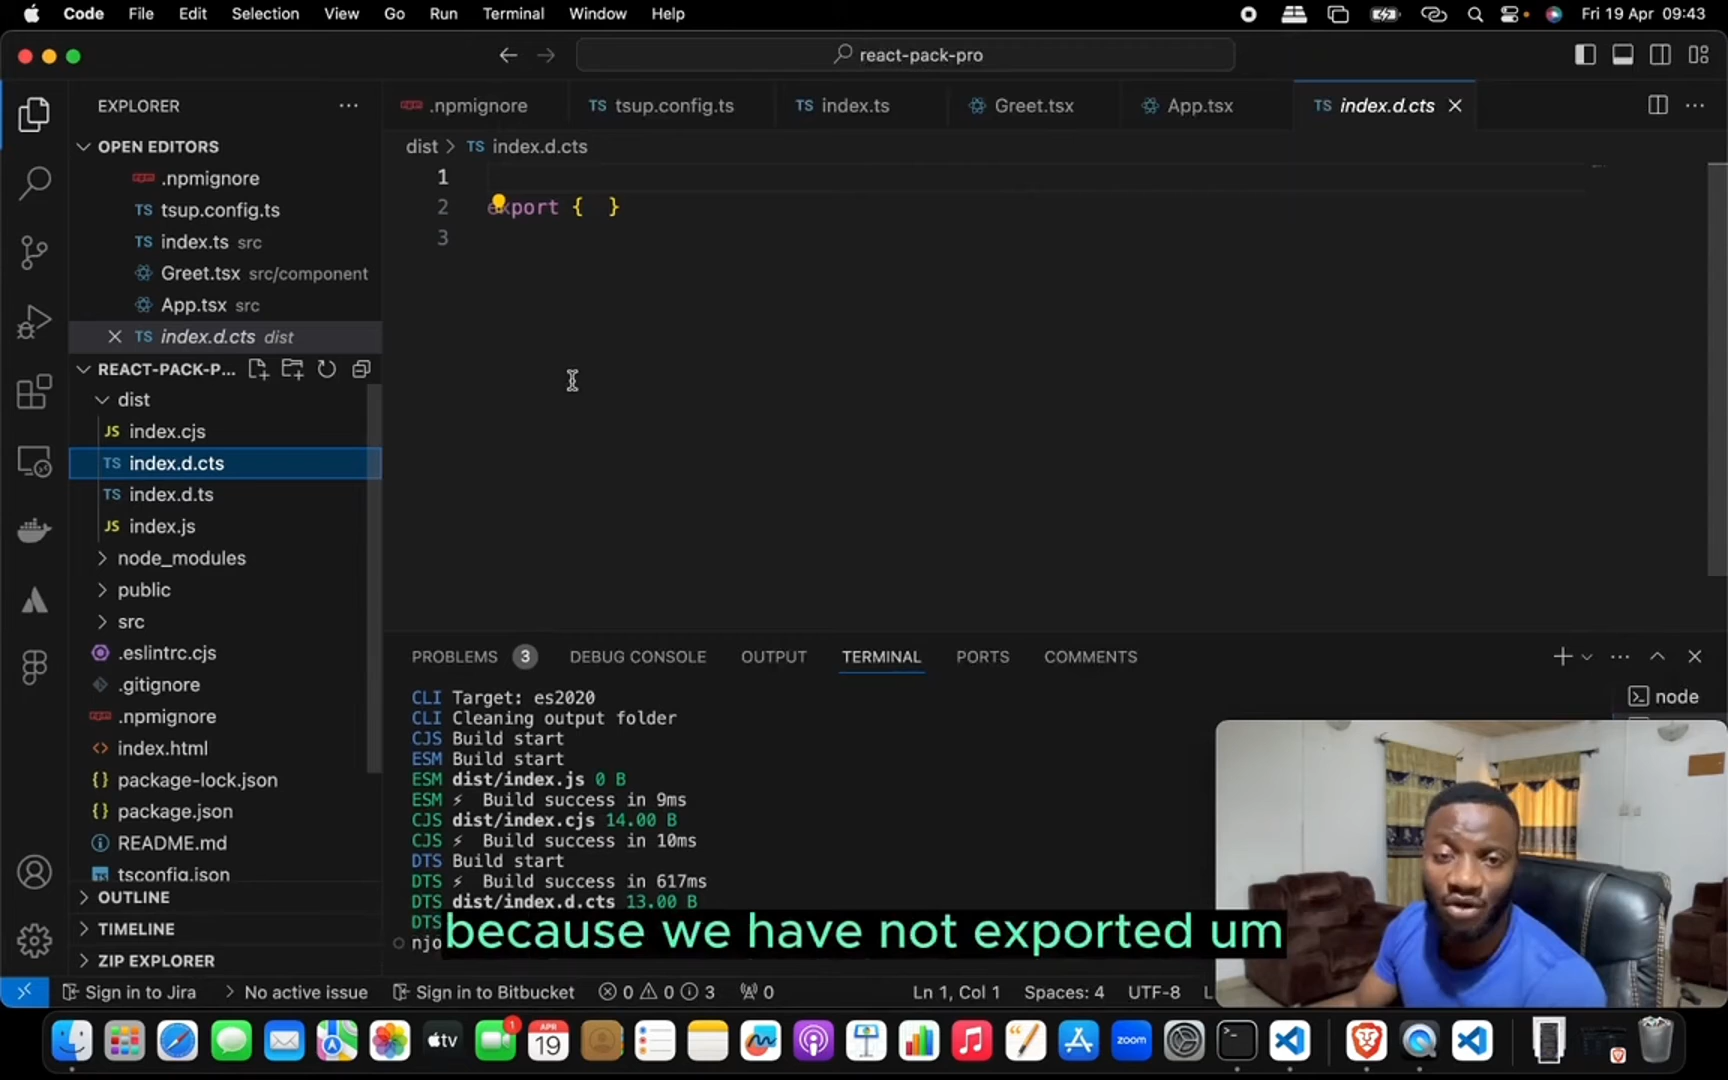 Code File Edit Selection View Go Run Terminal Window Help Fri 19 Apr 09:43
react-pack-pro
EXPLORER
.npmignore tsup.config.ts index.ts Greet.tsx App.tsx index.d.cts
OPEN EDITORS
.npmignore
tsup.config.ts
index.ts src
Greet.tsx src/component
App.tsx src
index.d.cts dist
REACT-PACK-P...
dist
index.cjs
index.d.cts
index.d.ts
index.js
node_modules
public
src
.eslintrc.cjs
.gitignore
.npmignore
index.html
package-lock.json
package.json
README.md
tsconfig.json
OUTLINE
TIMELINE
ZIP EXPLORER
dist > TS index.d.cts
1
2 export { }
3
PROBLEMS 3 DEBUG CONSOLE OUTPUT TERMINAL PORTS COMMENTS
node
CLI Target: es2020
CLI Cleaning output folder
CJS Build start
ESM Build start
ESM dist/index.js 0 B
ESM ⚡ Build success in 9ms
CJS dist/index.cjs 14.00 B
CJS ⚡ Build success in 10ms
DTS Build start
DTS ⚡ Build success in 617ms
DTS dist/index.d.cts 13.00 B
DTS
njo
because we have not exported um
Sign in to Jira No active issue Sign in to Bitbucket 0 0 3 0 Ln 1, Col 1 Spaces: 4 UTF-8 L
1 tv APR 19 zoom